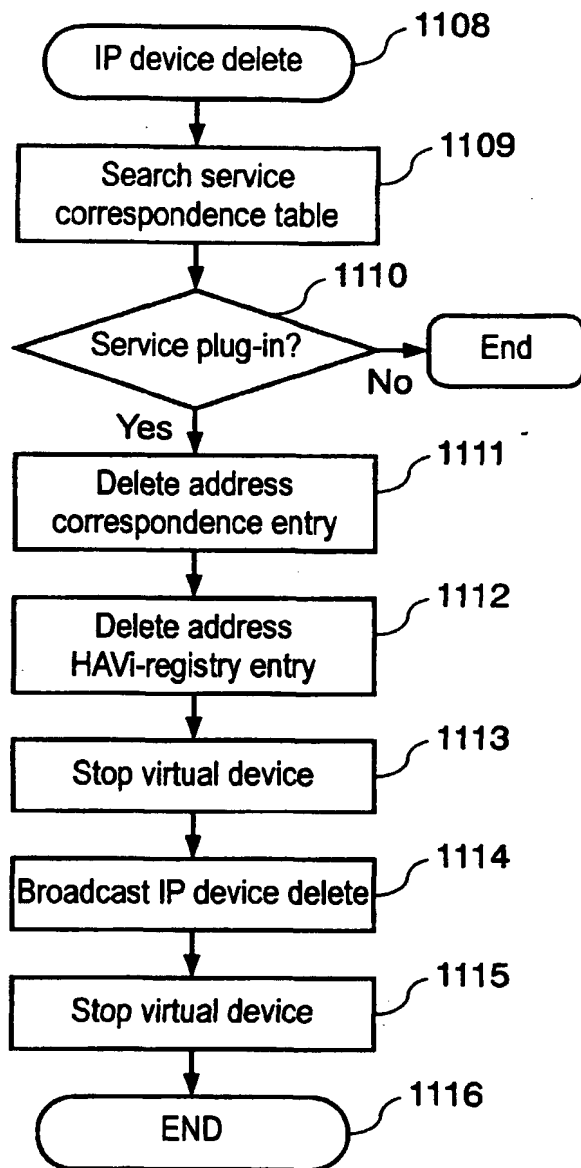 1108
IP device delete
1109
Search service
correspondence table
1110
Service plug-in?
End
No
Yes
1111
Delete address
correspondence entry
1112
Delete address
HAVi-registry entry
1113
Stop virtual device
1114
Broadcast IP device delete
1115
Stop virtual device
1116
END